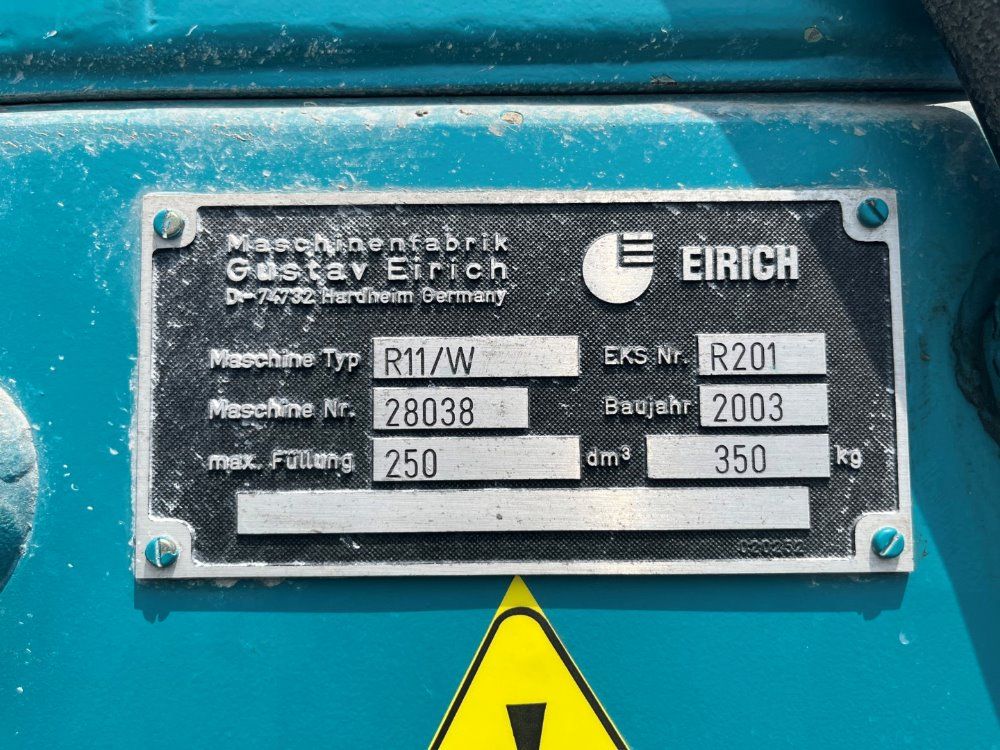 Maschinenfabrik
Gustav Eirich
D-74732 Hardheim Germany
EIRICH
Maschine Typ R11/W EKS Nr. R201
Maschine Nr. 28038 Baujahr 2003
max. Füllung 250 dm³ 350 kg